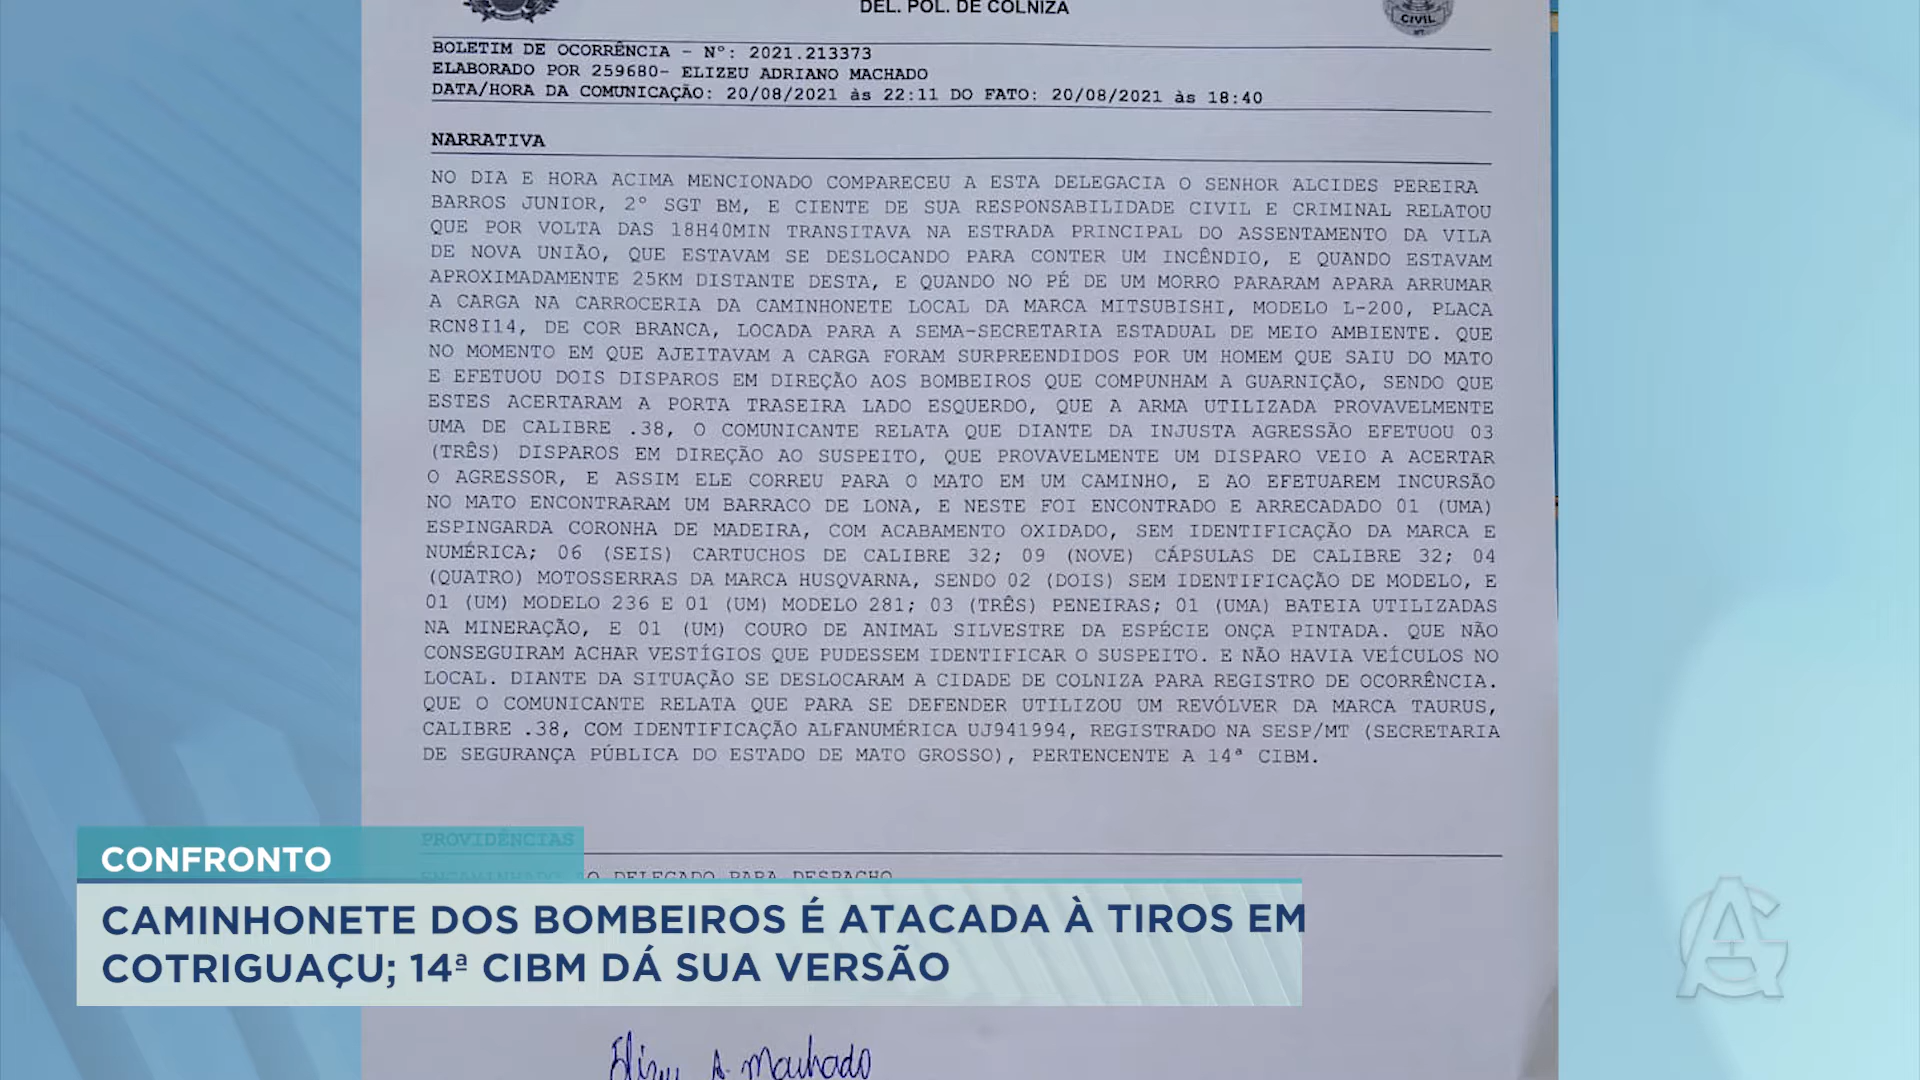 DEL. POL. DE COLNIZA
CIVIL
BOLETIM DE OCORRÊNCIA - Nº: 2021.213373
ELABORADO POR 259680- ELIZEU ADRIANO MACHADO
DATA/HORA DA COMUNICAÇÃO: 20/08/2021 às 22:11 DO FATO: 20/08/2021 às 18:40
NARRATIVA
NO DIA E HORA ACIMA MENCIONADO COMPARECEU A ESTA DELEGACIA O SENHOR ALCIDES PEREIRA
BARROS JUNIOR, 2º SGT BM, E CIENTE DE SUA RESPONSABILIDADE CIVIL E CRIMINAL RELATOU
QUE POR VOLTA DAS 18H40MIN TRANSITAVA NA ESTRADA PRINCIPAL DO ASSENTAMENTO DA VILA
DE NOVA UNIÃO, QUE ESTAVAM SE DESLOCANDO PARA CONTER UM INCÊNDIO, E QUANDO ESTAVAM
APROXIMADAMENTE 25KM DISTANTE DESTA, E QUANDO NO PÉ DE UM MORRO PARARAM APARA ARRUMAR
A CARGA NA CARROCERIA DA CAMINHONETE LOCAL DA MARCA MITSUBISHI, MODELO L-200, PLACA
RCN8I14, DE COR BRANCA, LOCADA PARA A SEMA-SECRETARIA ESTADUAL DE MEIO AMBIENTE. QUE
NO MOMENTO EM QUE AJEITAVAM A CARGA FORAM SURPREENDIDOS POR UM HOMEM QUE SAIU DO MATO
E EFETUOU DOIS DISPAROS EM DIREÇÃO AOS BOMBEIROS QUE COMPUNHAM A GUARNIÇÃO, SENDO QUE
ESTES ACERTARAM A PORTA TRASEIRA LADO ESQUERDO, QUE A ARMA UTILIZADA PROVAVELMENTE
UMA DE CALIBRE .38, O COMUNICANTE RELATA QUE DIANTE DA INJUSTA AGRESSÃO EFETUOU 03
(TRÊS) DISPAROS EM DIREÇÃO AO SUSPEITO, QUE PROVAVELMENTE UM DISPARO VEIO A ACERTAR
O AGRESSOR, E ASSIM ELE CORREU PARA O MATO EM UM CAMINHO, E AO EFETUAREM INCURSÃO
NO MATO ENCONTRARAM UM BARRACO DE LONA, E NESTE FOI ENCONTRADO E ARRECADADO 01 (UMA)
ESPINGARDA CORONHA DE MADEIRA, COM ACABAMENTO OXIDADO, SEM IDENTIFICAÇÃO DA MARCA E
NUMÉRICA; 06 (SEIS) CARTUCHOS DE CALIBRE 32; 09 (NOVE) CÁPSULAS DE CALIBRE 32; 04
(QUATRO) MOTOSSERRAS DA MARCA HUSQVARNA, SENDO 02 (DOIS) SEM IDENTIFICAÇÃO DE MODELO, E
01 (UM) MODELO 236 E 01 (UM) MODELO 281; 03 (TRÊS) PENEIRAS; 01 (UMA) BATEIA UTILIZADAS
NA MINERAÇÃO, E 01 (UM) COURO DE ANIMAL SILVESTRE DA ESPÉCIE ONÇA PINTADA. QUE NÃO
CONSEGUIRAM ACHAR VESTÍGIOS QUE PUDESSEM IDENTIFICAR O SUSPEITO. E NÃO HAVIA VEÍCULOS NO
LOCAL. DIANTE DA SITUAÇÃO SE DESLOCARAM A CIDADE DE COLNIZA PARA REGISTRO DE OCORRÊNCIA.
QUE O COMUNICANTE RELATA QUE PARA SE DEFENDER UTILIZOU UM REVÓLVER DA MARCA TAURUS,
CALIBRE .38, COM IDENTIFICAÇÃO ALFANUMÉRICA UJ941994, REGISTRADO NA SESP/MT (SECRETARIA
DE SEGURANÇA PÚBLICA DO ESTADO DE MATO GROSSO), PERTENCENTE A 14ª CIBM.
PROVIDÊNCIAS
ENCAMINHADO AO DELEGADO PARA DESPACHO
CONFRONTO
CAMINHONETE DOS BOMBEIROS É ATACADA À TIROS EM
COTRIGUAÇU; 14ª CIBM DÁ SUA VERSÃO
Elizeu A. Machado